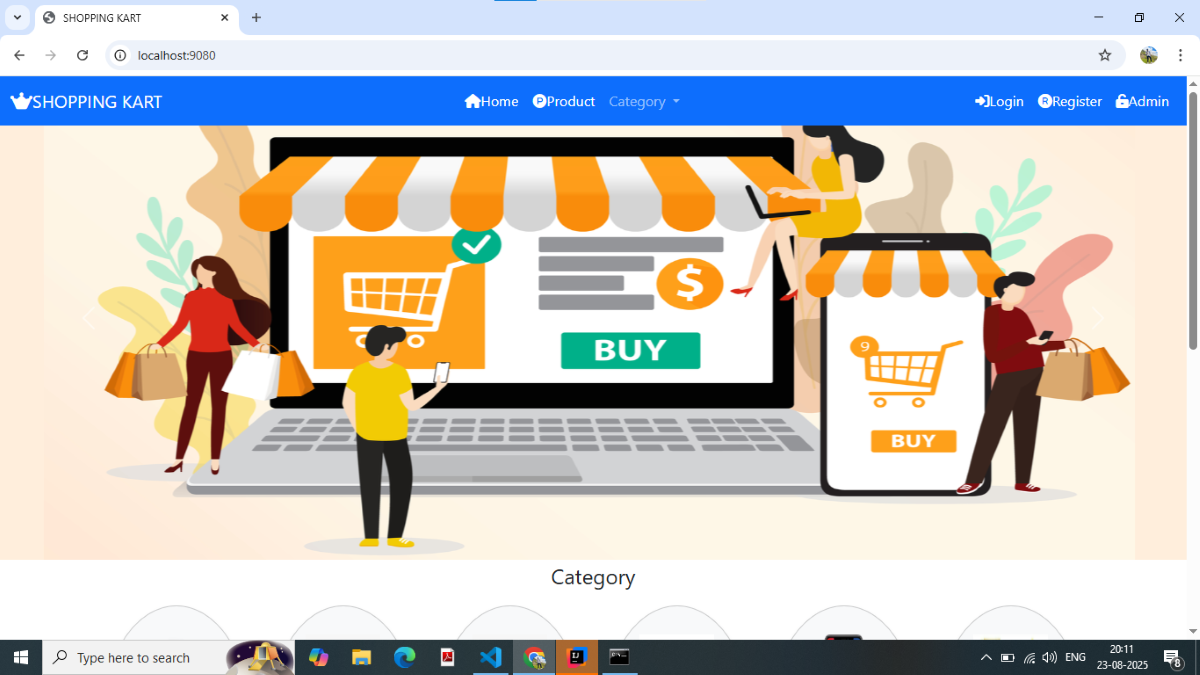 SHOPPING KART
localhost:9080
SHOPPING KART
Home Product Category
Login Register Admin
$
BUY
9
BUY
Category
Type here to search
ENG
20:11
23-08-2025
8